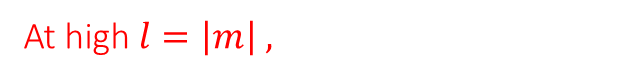 At high 𝑙 = |𝑚| ,